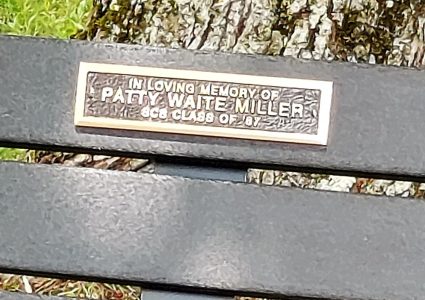 IN LOVING MEMORY OF
PATTY WAITE MILLER
CLASS OF 87